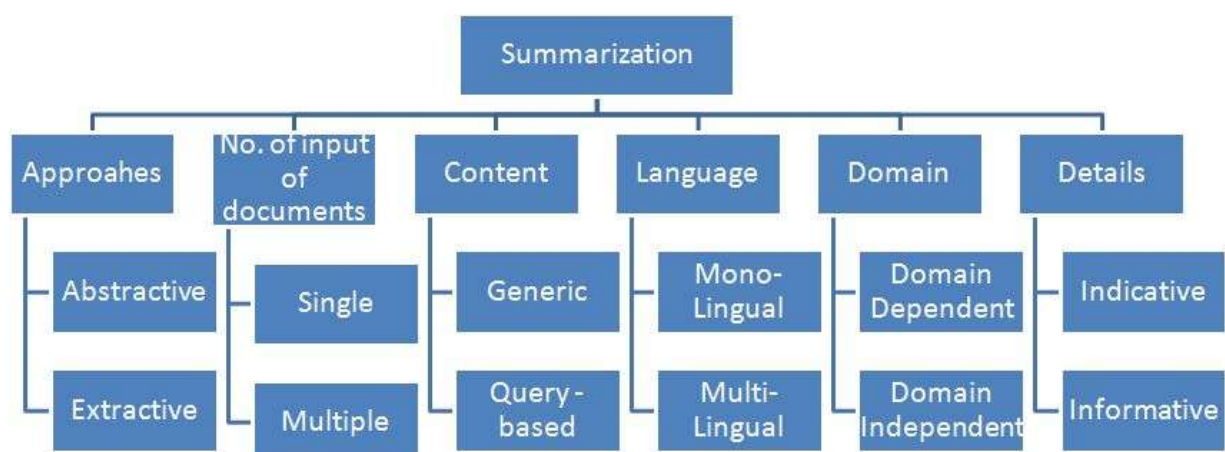 Summarization
Approahes
No. of input
of
documents
Content
Language
Domain
Details
Abstractive
Single
Generic
Mono-
Lingual
Domain
Dependent
Indicative
Extractive
Multiple
Query-
based
Multi-
Lingual
Domain
Independent
Informative